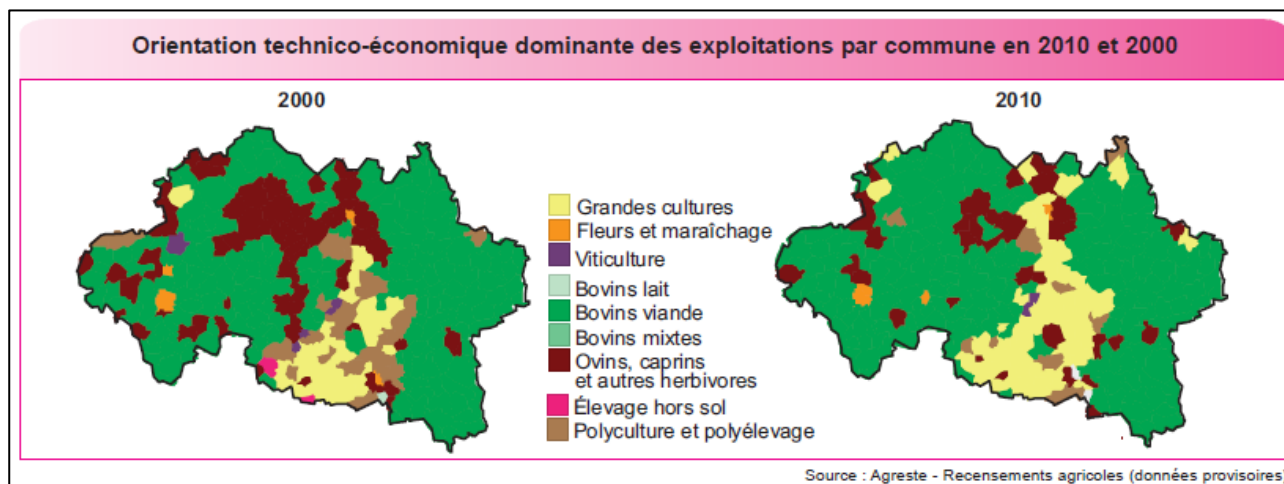 Orientation technico-économique dominante des exploitations par commune en 2010 et 2000
2000
2010
Grandes cultures
Fleurs et maraîchage
Viticulture
Bovins lait
Bovins viande
Bovins mixtes
Ovins, caprins
et autres herbivores
Élevage hors sol
Polyculture et polyélevage
Source : Agreste - Recensements agricoles (données provisoires)